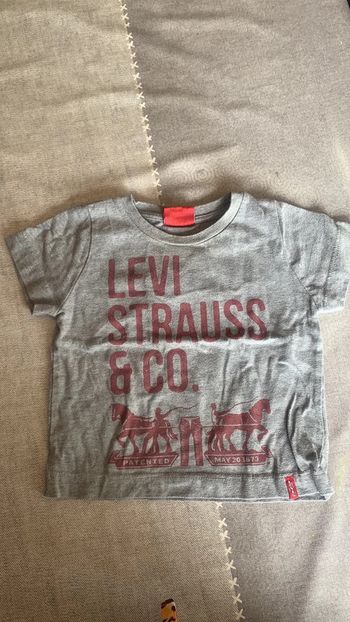 LEVI
STRAUSS
& CO.
PATENTED MAY 20 1873